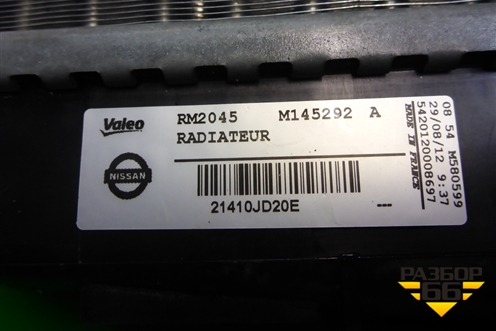 Valeo
RM2045 M145292 A
RADIATEUR
NISSAN
21410JD20E ---
MADE IN FRANCE
5420120008697
29/08/12 9:37
08 54 M580599
РАЗБОР
66